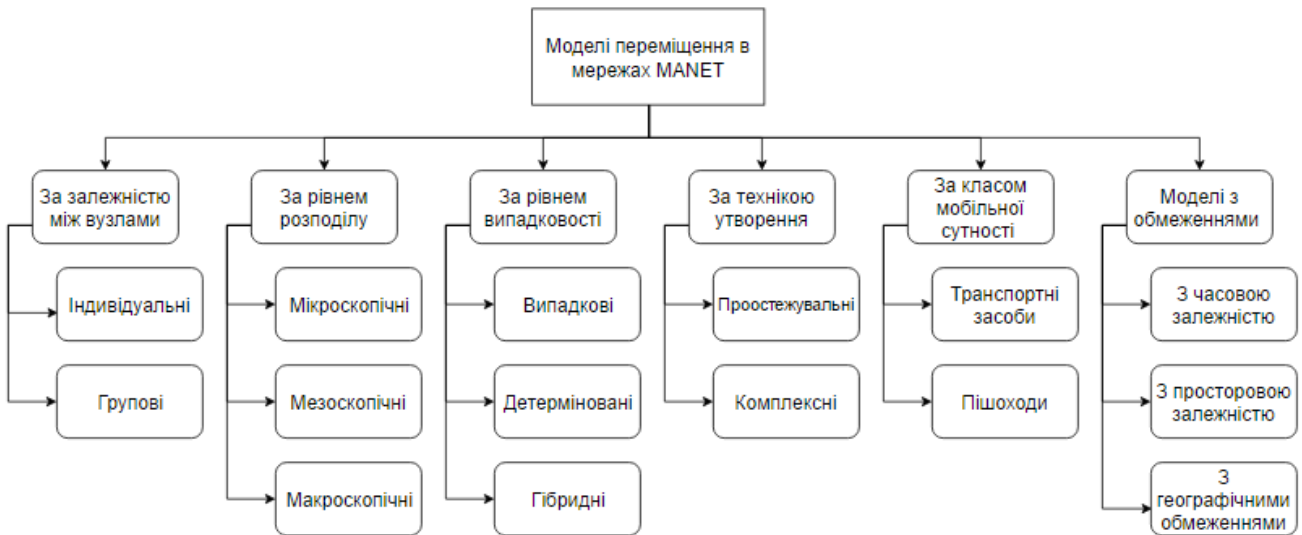 Моделі переміщення в
мережах MANET
За залежністю
між вузлами
За рівнем
розподілу
За рівнем
випадковості
За технікою
утворення
За класом
мобільної
сутності
Моделі з
обмеженнями
Індивідуальні
Мікроскопічні
Випадкові
Проостежувальні
Транспортні
засоби
З часовою
залежністю
Групові
Мезоскопічні
Детерміновані
Комплексні
Пішоходи
З просторовою
залежністю
Макроскопічні
Гібридні
З
географічними
обмеженнями